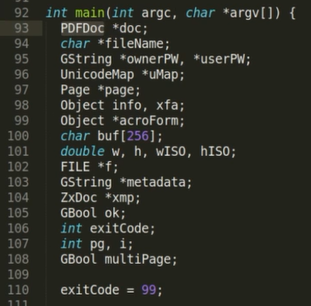 92 int main(int argc, char *argv[]) {
93 PDFDoc *doc;
94 char *fileName;
95 GString *ownerPW, *userPW;
96 UnicodeMap *uMap;
97 Page *page;
98 Object info, xfa;
99 Object *acroForm;
100 char buf[256];
101 double w, h, wISO, hISO;
102 FILE *f;
103 GString *metadata;
104 ZxDoc *xmp;
105 GBool ok;
106 int exitCode;
107 int pg, i;
108 GBool multiPage;
109
110 exitCode = 99;